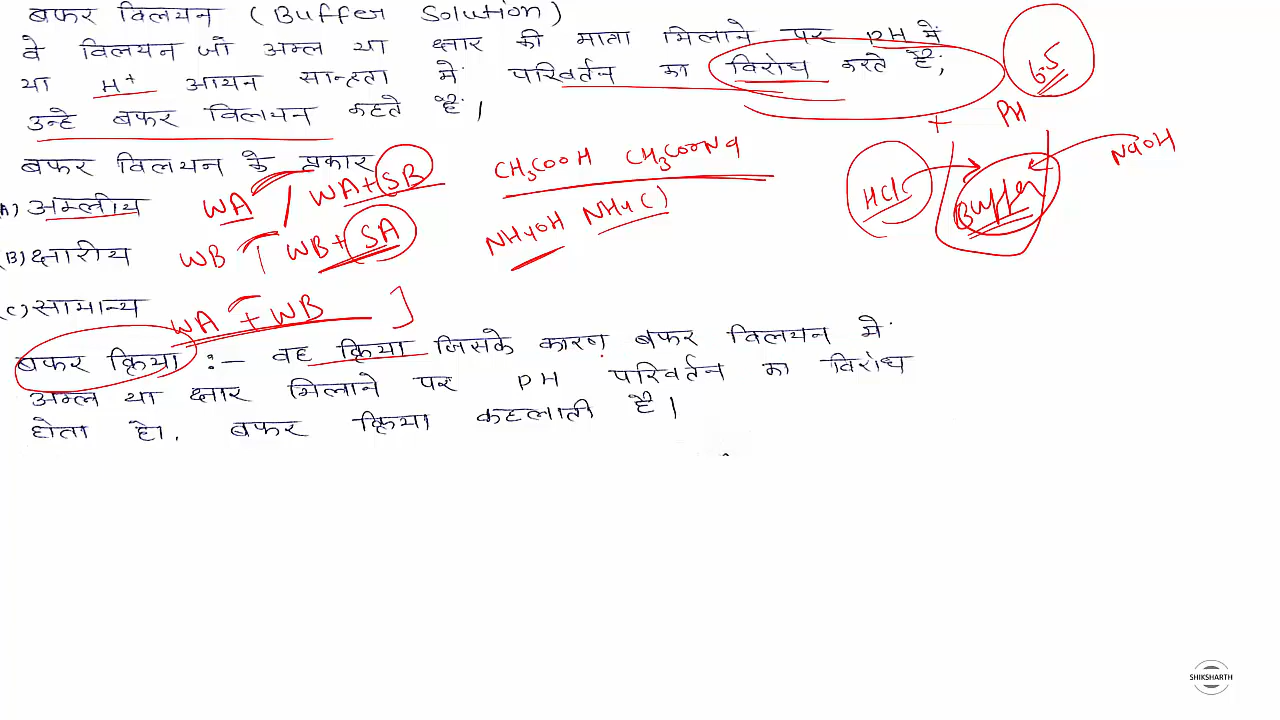 बफर विलयन (Buffer Solution)
वे विलयन जो अम्ल या क्षार की मात्रा मिलाने पर pH में
या H+ आयन सान्द्रता में परिवर्तन का विरोध करते है;
उन्हे बफर विलयन कहते है।
6.5
+ PH
HCl
Buffer
NaOH
बफर विलयन के प्रकार
(A) अम्लीय WA / WA+SB CH3COOH CH3COONa
(B) क्षारीय WB WB+SA NH4OH NH4Cl
(C) सामान्य WA + WB ]
बफर क्रिया :- वह क्रिया जिसके कारण बफर विलयन में
अम्ल या क्षार मिलाने पर pH परिवर्तन का विरोध
होता है। बफर क्रिया कहलाती है।
SHIKSHARTH